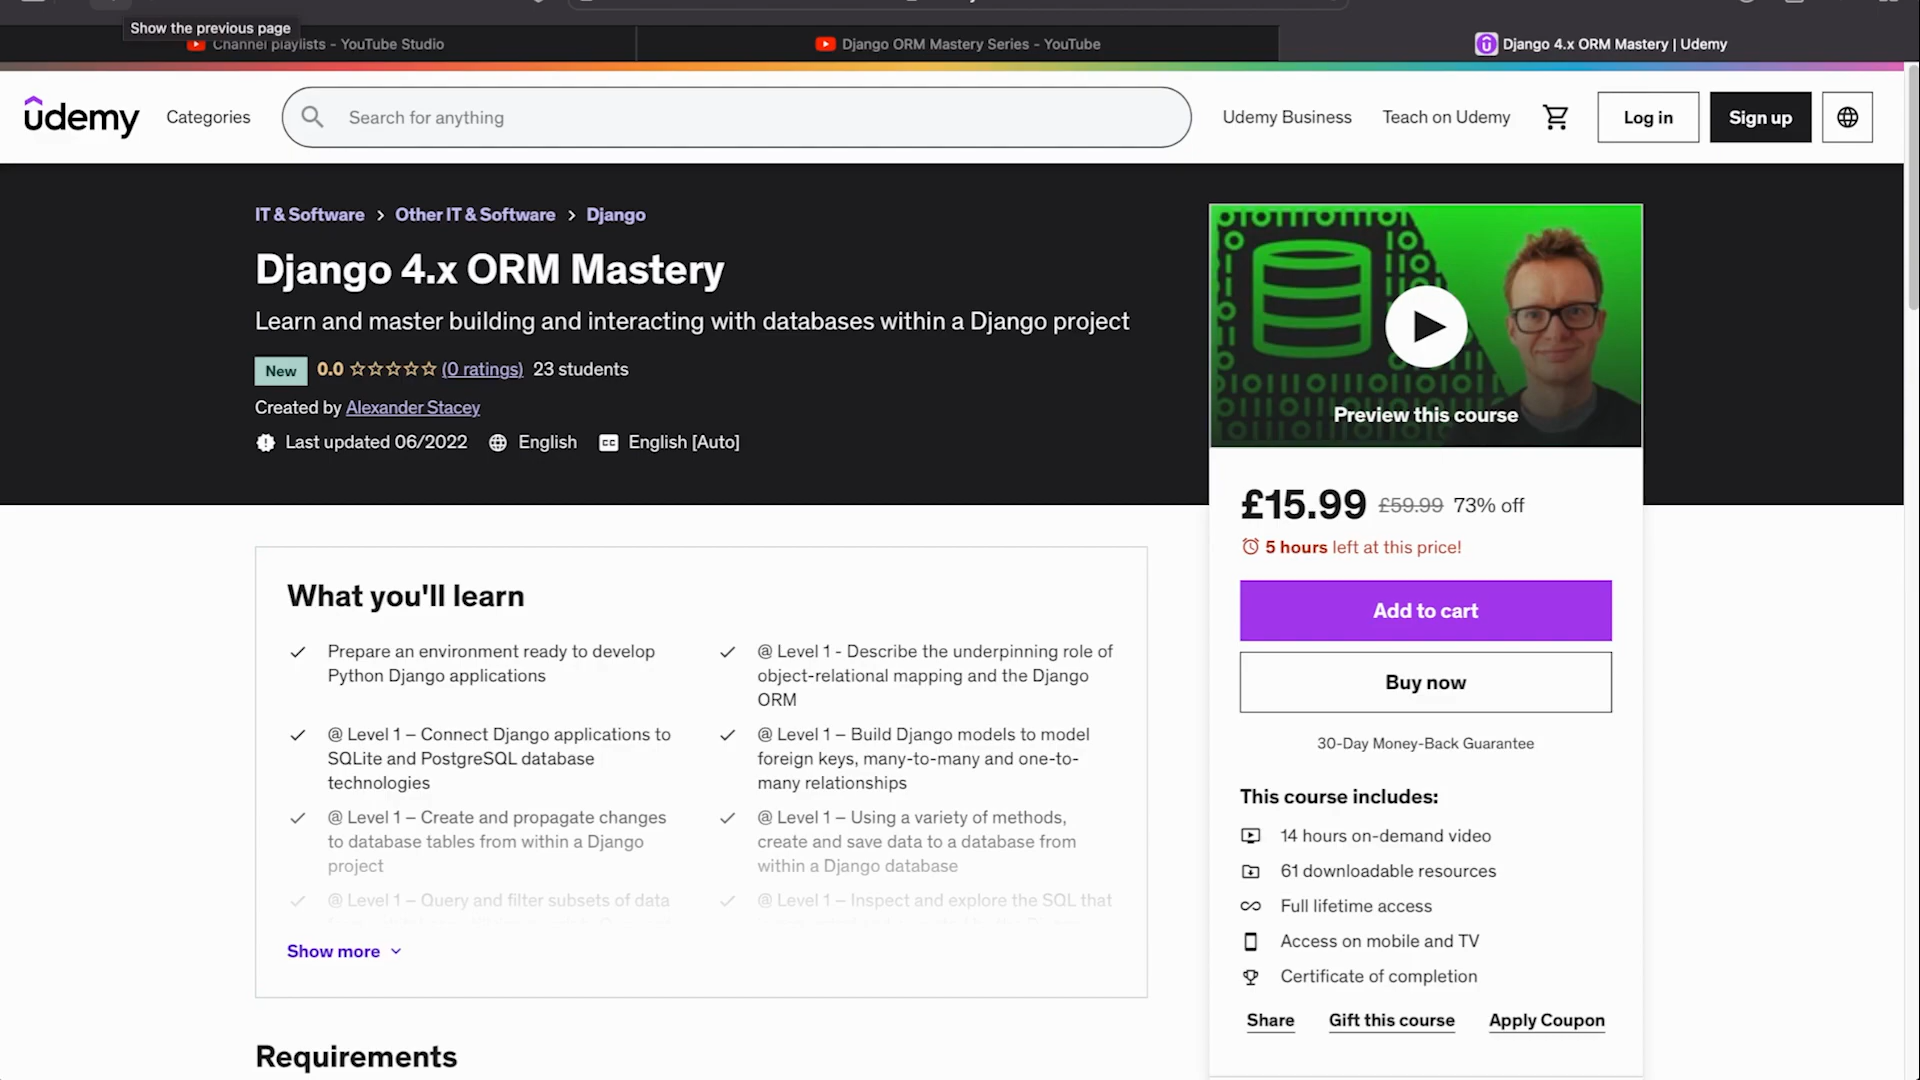 Show the previous page
Channel playlists - YouTube Studio
Django ORM Mastery Series - YouTube
Django 4.x ORM Mastery | Udemy
udemy
Categories
Search for anything
Udemy Business
Teach on Udemy
Log in
Sign up
IT & Software > Other IT & Software > Django
Django 4.x ORM Mastery
Learn and master building and interacting with databases within a Django project
New 0.0 (0 ratings) 23 students
Created by Alexander Stacey
Last updated 06/2022 English CC English [Auto]
Preview this course
£15.99 £59.99 73% off
5 hours left at this price!
Add to cart
Buy now
30-Day Money-Back Guarantee
This course includes:
14 hours on-demand video
61 downloadable resources
Full lifetime access
Access on mobile and TV
Certificate of completion
Share Gift this course Apply Coupon
What you'll learn
Prepare an environment ready to develop
Python Django applications
@ Level 1 - Describe the underpinning role of
object-relational mapping and the Django
ORM
@ Level 1 – Connect Django applications to
SQLite and PostgreSQL database
technologies
@ Level 1 – Build Django models to model
foreign keys, many-to-many and one-to-
many relationships
@ Level 1 – Create and propagate changes
to database tables from within a Django
project
@ Level 1 – Using a variety of methods,
create and save data to a database from
within a Django database
@ Level 1 – Query and filter subsets of data
@ Level 1 – Inspect and explore the SQL that
Show more
Requirements